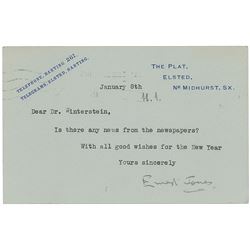 TELEPHONE, HARTING, 261.
TELEGRAMS, ELSTED, HARTING.
THE PLAT,
ELSTED,
NR MIDHURST, SX.
January 8th
Dear Dr. Winterstein,
Is there any news from the newspapers?
With all good wishes for the New Year
Yours sincerely
Ernest Jones